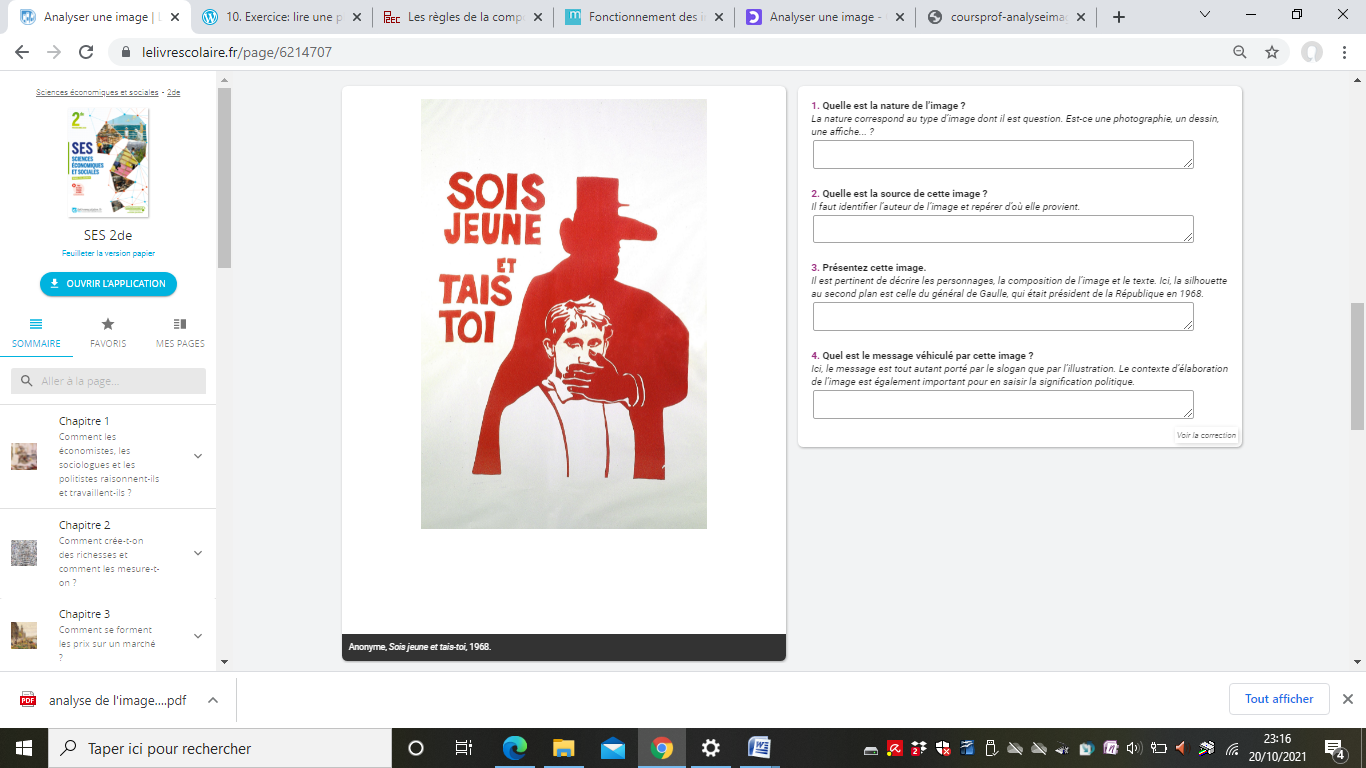 Analyser une image | L
10. Exercice: lire une p
Les règles de la compo
Fonctionnement des i
Analyser une image -
coursprof-analyseimag
lelivrescolaire.fr/page/6214707
Sciences économiques et sociales - 2de
2de
SES
SCIENCES
ÉCONOMIQUES
ET SOCIALES
SES 2de
Feuilleter la version papier
OUVRIR L'APPLICATION
SOMMAIRE
FAVORIS
MES PAGES
Aller à la page...
Chapitre 1
Comment les
économistes, les
sociologues et les
politistes raisonnent-ils
et travaillent-ils ?
Chapitre 2
Comment crée-t-on
des richesses et
comment les mesure-t-
on ?
Chapitre 3
Comment se forment
les prix sur un marché
?
SOIS
JEUNE
ET
TAIS
TOI
Anonyme, Sois jeune et tais-toi, 1968.
1. Quelle est la nature de l'image ?
La nature correspond au type d'image dont il est question. Est-ce une photographie, un dessin,
une affiche... ?
2. Quelle est la source de cette image ?
Il faut identifier l'auteur de l'image et repérer d'où elle provient.
3. Présentez cette image.
Il est pertinent de décrire les personnages, la composition de l'image et le texte. Ici, la silhouette
au second plan est celle du général de Gaulle, qui était président de la République en 1968.
4. Quel est le message véhiculé par cette image ?
Ici, le message est tout autant porté par le slogan que par l'illustration. Le contexte d'élaboration
de l'image est également important pour en saisir la signification politique.
Voir la correction
PDF
analyse de l'image....pdf
Tout afficher
Taper ici pour rechercher
23:16
20/10/2021
4